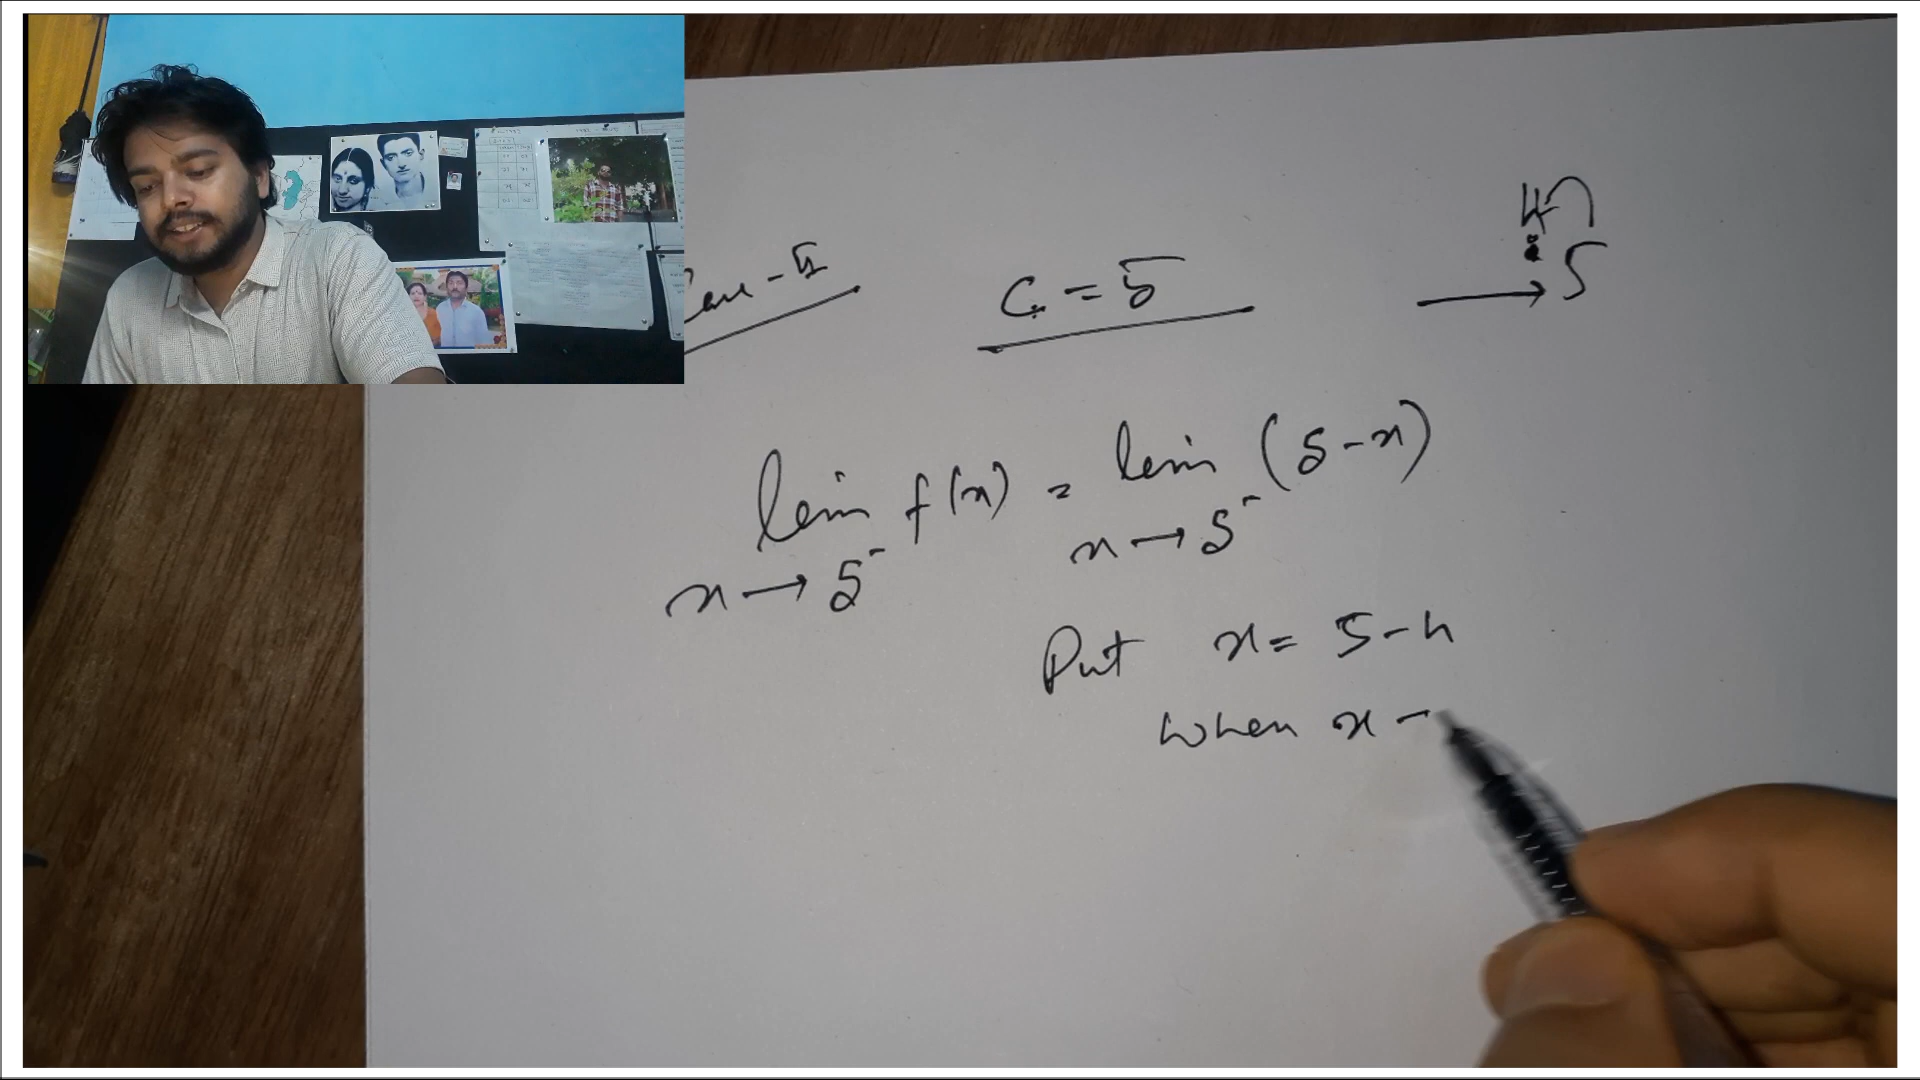 Case-II
C = 5
5
lim f(x) = lim (5-x)
x → 5⁻ x → 5⁻
Put x = 5-h
when x →